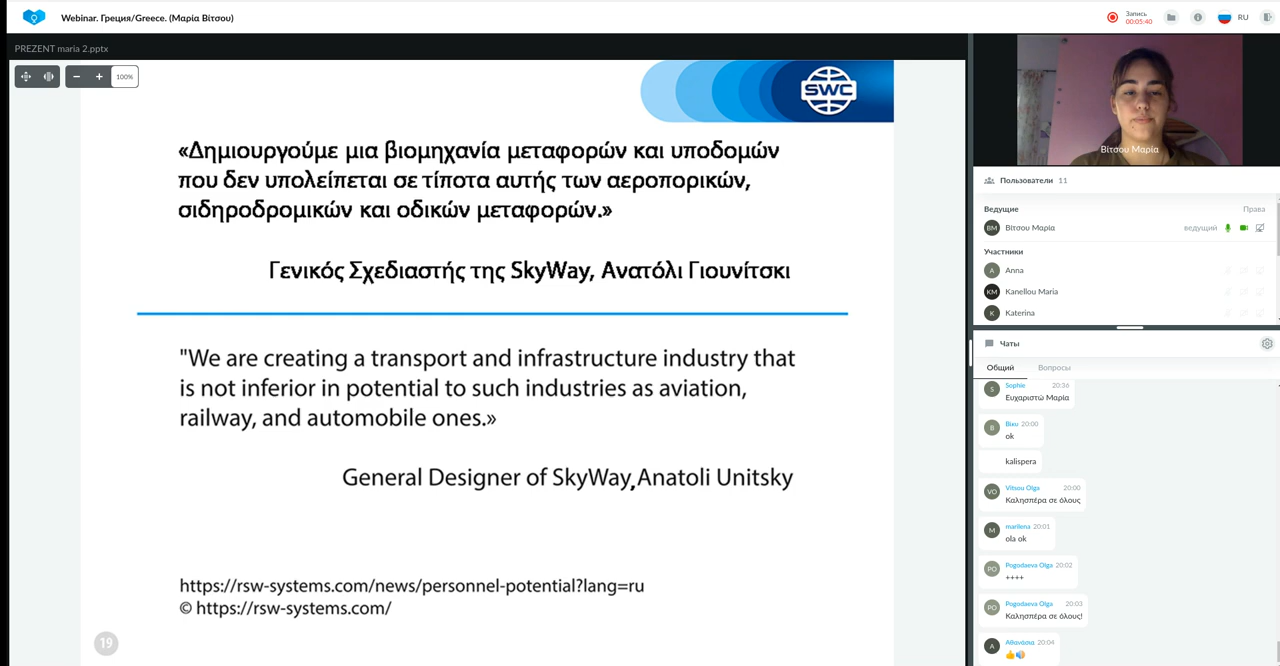 Webinar. Греция/Greece. (Μαρία Βίτσου)
Запись
00:05:40
RU
PREZENT maria 2.pptx
100%
SWC
«Δημιουργούμε μια βιομηχανία μεταφορών και υποδομών
που δεν υπολείπεται σε τίποτα αυτής των αεροπορικών,
σιδηροδρομικών και οδικών μεταφορών.»
Γενικός Σχεδιαστής της SkyWay, Ανατόλι Γιουνίτσκι
"We are creating a transport and infrastructure industry that
is not inferior in potential to such industries as aviation,
railway, and automobile ones.»
General Designer of SkyWay, Anatoli Unitsky
https://rsw-systems.com/news/personnel-potential?lang=ru
© https://rsw-systems.com/
19
Βίτσου Μαρία
Пользователи 11
Ведущие Права
ΒΜ Βίτσου Μαρία ведущий
Участники
A Anna
KM Kanellou Maria
K Katerina
Чаты
Общий Вопросы
S Sophie 20:36
Ευχαριστώ Μαρία
B Bixu 20:00
ok
kalispera
VO Vitsou Olga 20:00
Καλησπέρα σε όλους
M marilena 20:01
ola ok
PO Pogodaeva Olga 20:02
++++
PO Pogodaeva Olga 20:03
Καλησπέρα σε όλους!
A Αθανάσια 20:04
👍